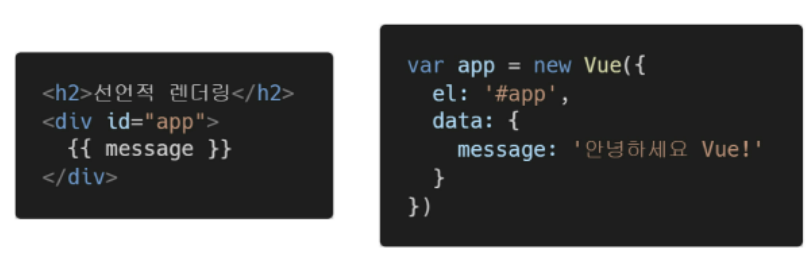 <h2>선언적 렌더링</h2>
<div id="app">
  {{ message }}
</div>
var app = new Vue({
  el: '#app',
  data: {
    message: '안녕하세요 Vue!'
  }
})